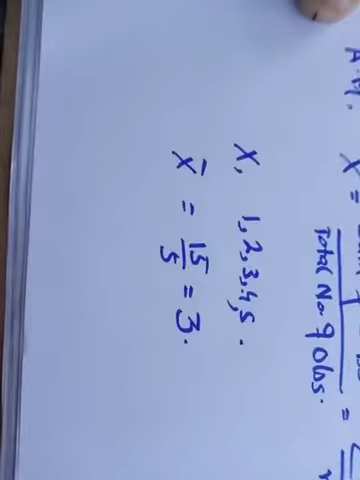 A.M. X̄ =
Total No. of Obs. =
X, 1, 2, 3, 4, 5.
X̄ = 15/5 = 3.